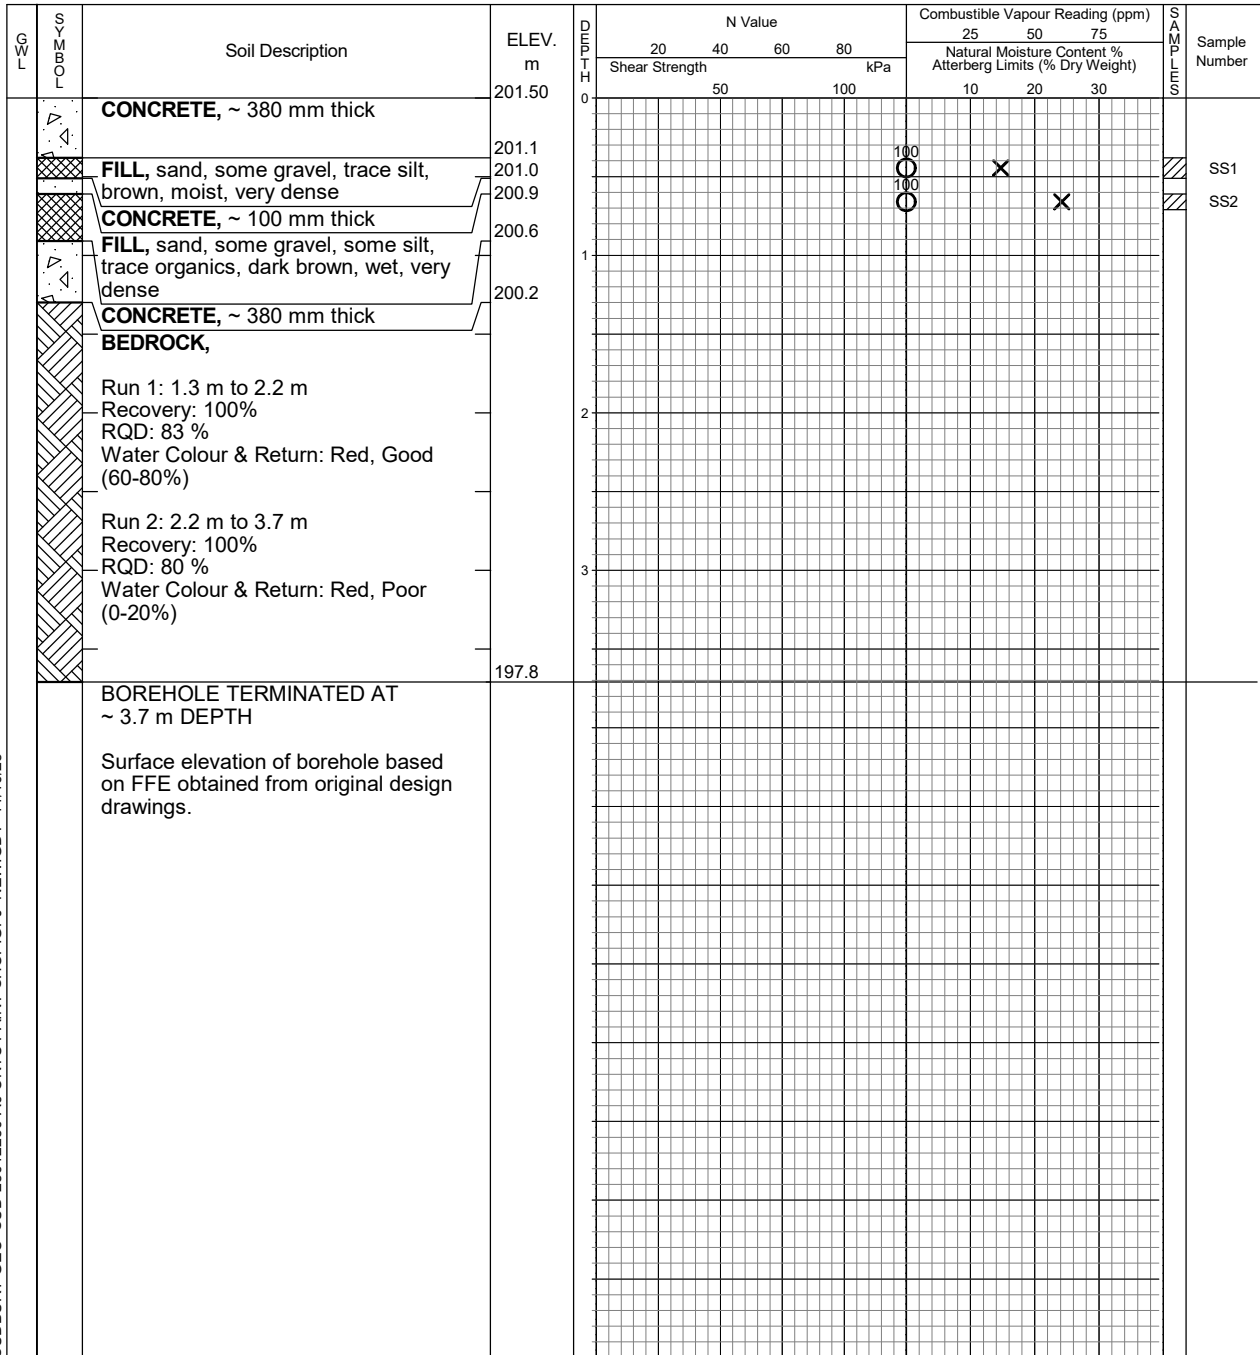 GWL
SYMBOL
Soil Description
ELEV.
m
DEPTH
N Value
20 40 60 80
Shear Strength kPa
50 100
Combustible Vapour Reading (ppm)
25 50 75
Natural Moisture Content %
Atterberg Limits (% Dry Weight)
10 20 30
SAMPLES
Sample
Number
201.50
0
CONCRETE, ~ 380 mm thick
201.1
FILL, sand, some gravel, trace silt,
brown, moist, very dense
201.0
100
SS1
200.9
100
SS2
CONCRETE, ~ 100 mm thick
200.6
FILL, sand, some gravel, some silt,
trace organics, dark brown, wet, very
dense
1
200.2
CONCRETE, ~ 380 mm thick
BEDROCK,
Run 1: 1.3 m to 2.2 m
Recovery: 100%
2
RQD: 83 %
Water Colour & Return: Red, Good
(60-80%)
Run 2: 2.2 m to 3.7 m
Recovery: 100%
RQD: 80 %
3
Water Colour & Return: Red, Poor
(0-20%)
197.8
BOREHOLE TERMINATED AT
~ 3.7 m DEPTH
Surface elevation of borehole based
on FFE obtained from original design
drawings.